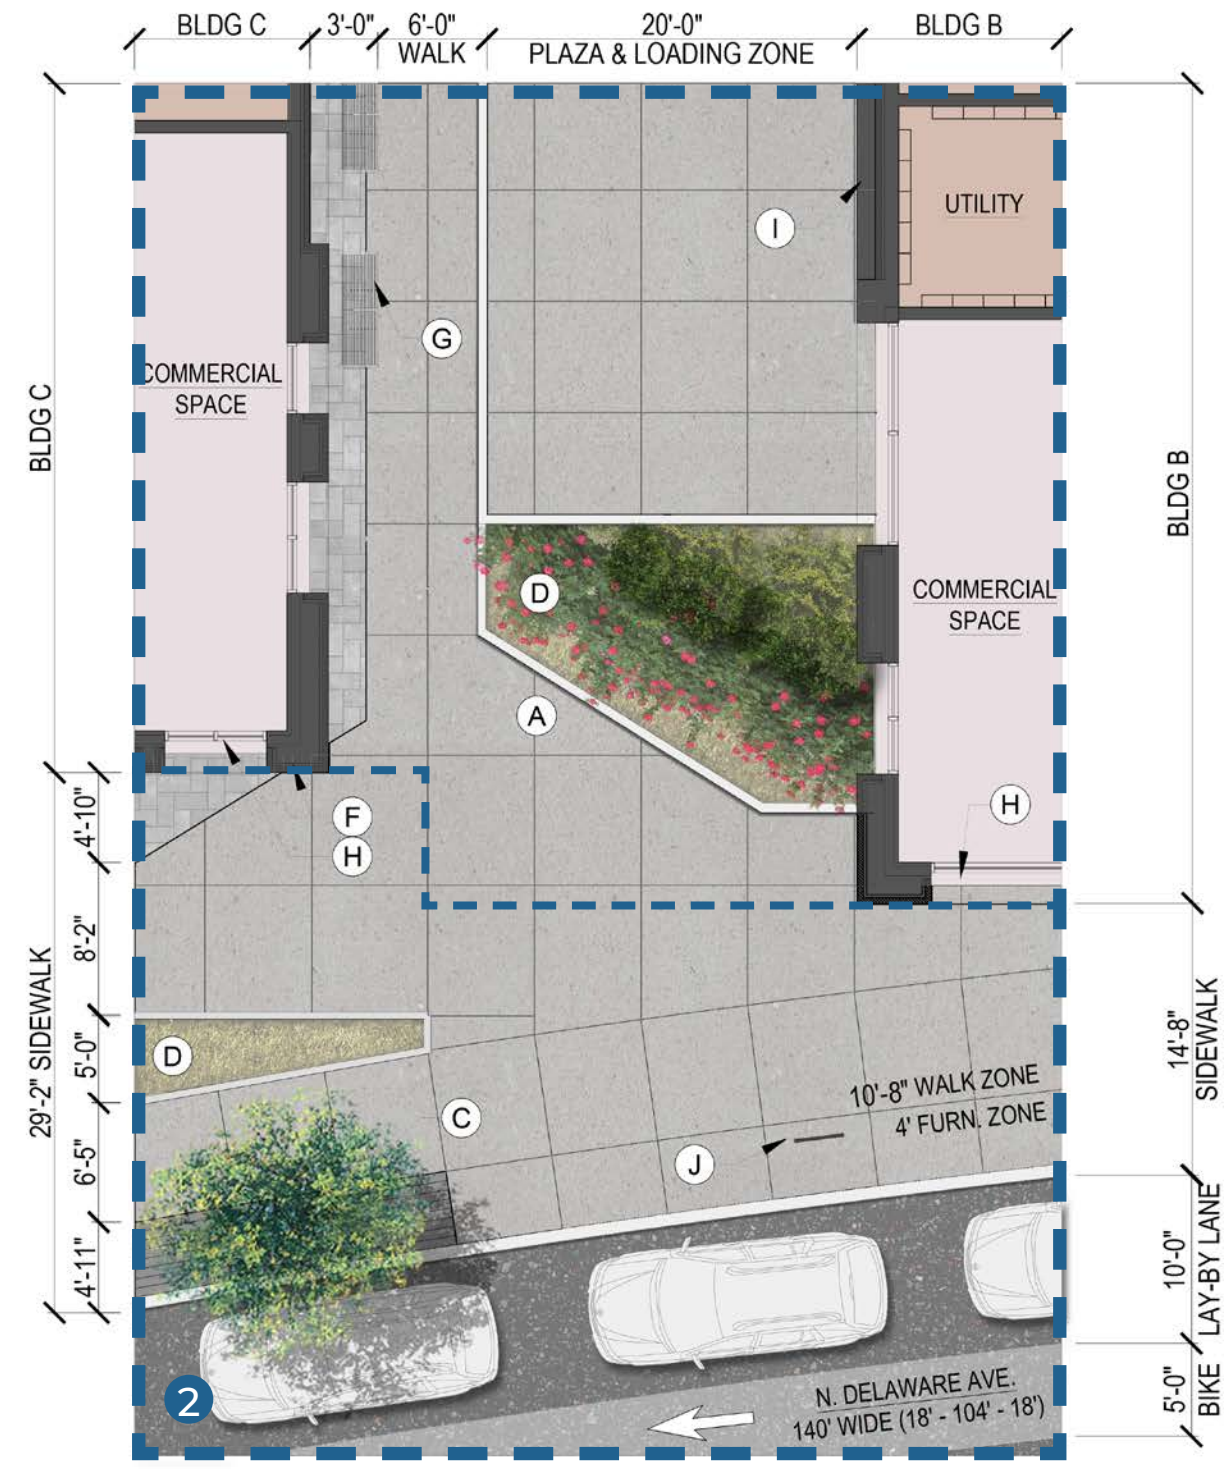 BLDG C
3'-0"
6'-0"
WALK
20'-0"
PLAZA & LOADING ZONE
BLDG B
UTILITY
I
G
COMMERCIAL
SPACE
BLDG C
BLDG B
D
COMMERCIAL
SPACE
A
H
F
H
4'-10"
8'-2"
29'-2" SIDEWALK
5'-0"
6'-5"
4'-11"
D
C
10'-8" WALK ZONE
4' FURN. ZONE
J
14'-8"
SIDEWALK
10'-0"
LAY-BY LANE
5'-0"
BIKE
2
N. DELAWARE AVE.
140' WIDE (18' - 104' - 18')